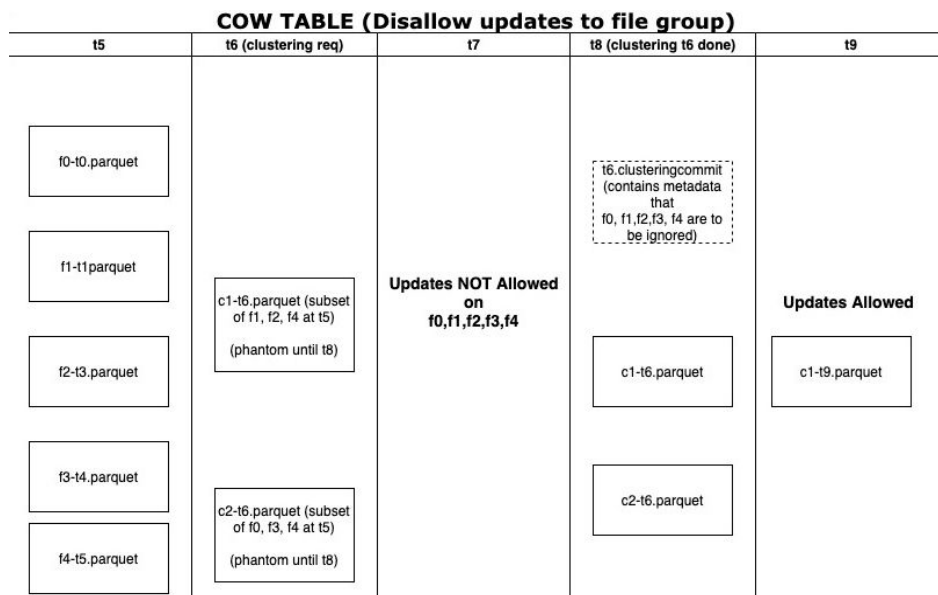 COW TABLE (Disallow updates to file group)
t5
t6 (clustering req)
t7
t8 (clustering t6 done)
t9
f0-t0.parquet
f1-t1parquet
f2-t3.parquet
f3-t4.parquet
f4-t5.parquet
c1-t6.parquet (subset
of f1, f2, f4 at t5)
(phantom until t8)
c2-t6.parquet (subset
of f0, f3, f4 at t5)
(phantom until t8)
Updates NOT Allowed
on
f0,f1,f2,f3,f4
t6.clusteringcommit
(contains metadata
that
f0, f1,f2,f3, f4 are to
be ignored)
c1-t6.parquet
c2-t6.parquet
Updates Allowed
c1-t9.parquet